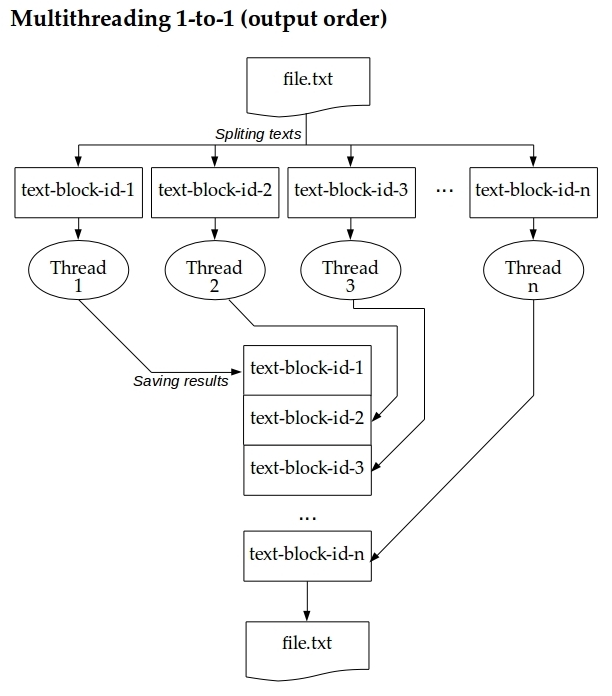 Multithreading 1-to-1 (output order)
file.txt
Spliting texts
text-block-id-1 text-block-id-2 text-block-id-3 ... text-block-id-n
Thread 1
Thread 2
Thread 3
Thread n
text-block-id-1
Saving results
text-block-id-2
text-block-id-3
...
text-block-id-n
file.txt